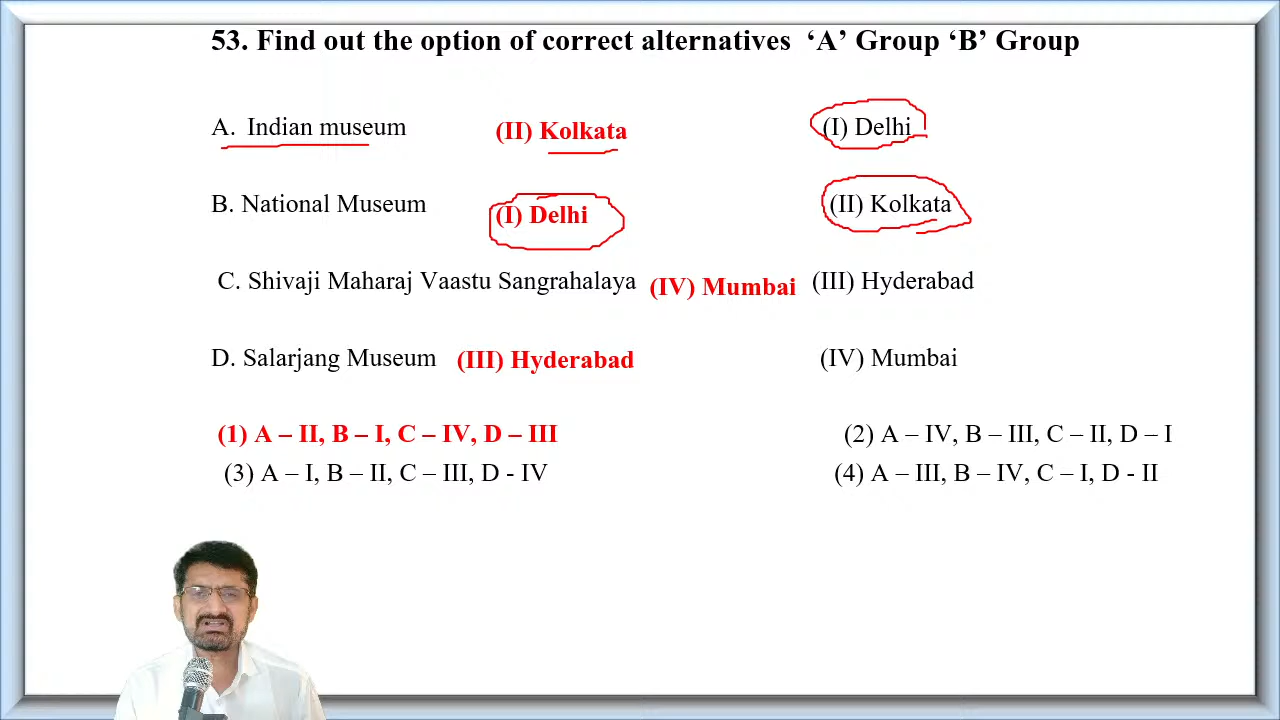 53. Find out the option of correct alternatives ‘A’ Group ‘B’ Group
A. Indian museum (II) Kolkata (I) Delhi
B. National Museum (I) Delhi (II) Kolkata
C. Shivaji Maharaj Vaastu Sangrahalaya (IV) Mumbai (III) Hyderabad
D. Salarjang Museum (III) Hyderabad (IV) Mumbai
(1) A – II, B – I, C – IV, D – III (2) A – IV, B – III, C – II, D – I
(3) A – I, B – II, C – III, D - IV (4) A – III, B – IV, C – I, D - II